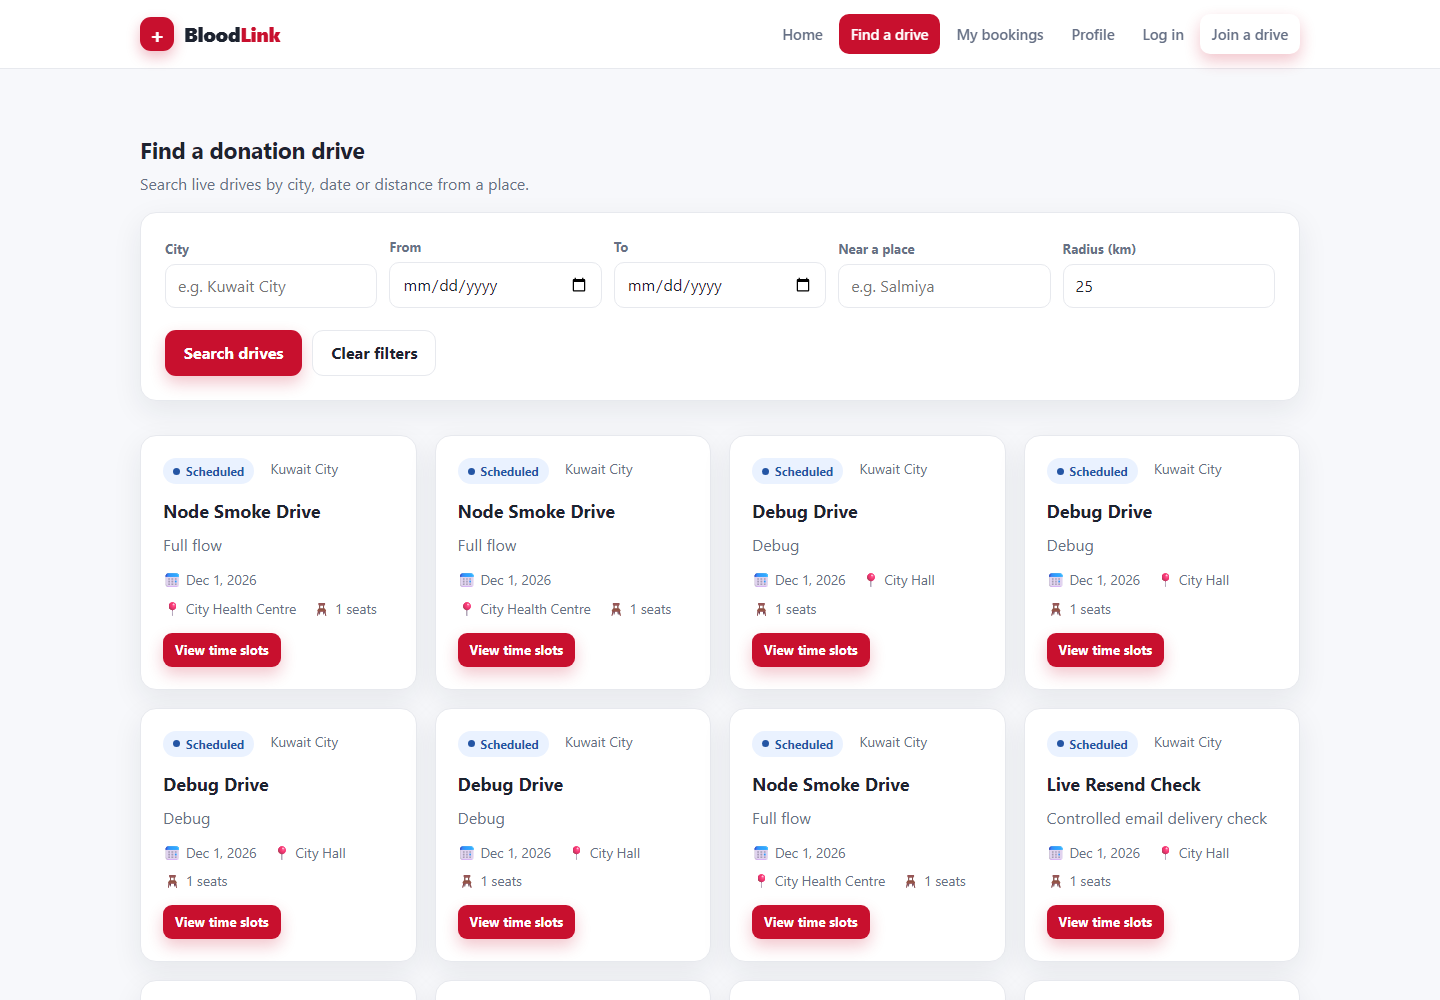 + BloodLink
Home Find a drive My bookings Profile Log in Join a drive
Find a donation drive
Search live drives by city, date or distance from a place.
City From To Near a place Radius (km)
e.g. Kuwait City mm/dd/yyyy mm/dd/yyyy e.g. Salmiya 25
Search drives Clear filters
Scheduled Kuwait City
Node Smoke Drive
Full flow
Dec 1, 2026
City Health Centre 1 seats
View time slots
Scheduled Kuwait City
Node Smoke Drive
Full flow
Dec 1, 2026
City Health Centre 1 seats
View time slots
Scheduled Kuwait City
Debug Drive
Debug
Dec 1, 2026 City Hall
1 seats
View time slots
Scheduled Kuwait City
Debug Drive
Debug
Dec 1, 2026 City Hall
1 seats
View time slots
Scheduled Kuwait City
Debug Drive
Debug
Dec 1, 2026 City Hall
1 seats
View time slots
Scheduled Kuwait City
Debug Drive
Debug
Dec 1, 2026 City Hall
1 seats
View time slots
Scheduled Kuwait City
Node Smoke Drive
Full flow
Dec 1, 2026
City Health Centre 1 seats
View time slots
Scheduled Kuwait City
Live Resend Check
Controlled email delivery check
Dec 1, 2026 City Hall
1 seats
View time slots